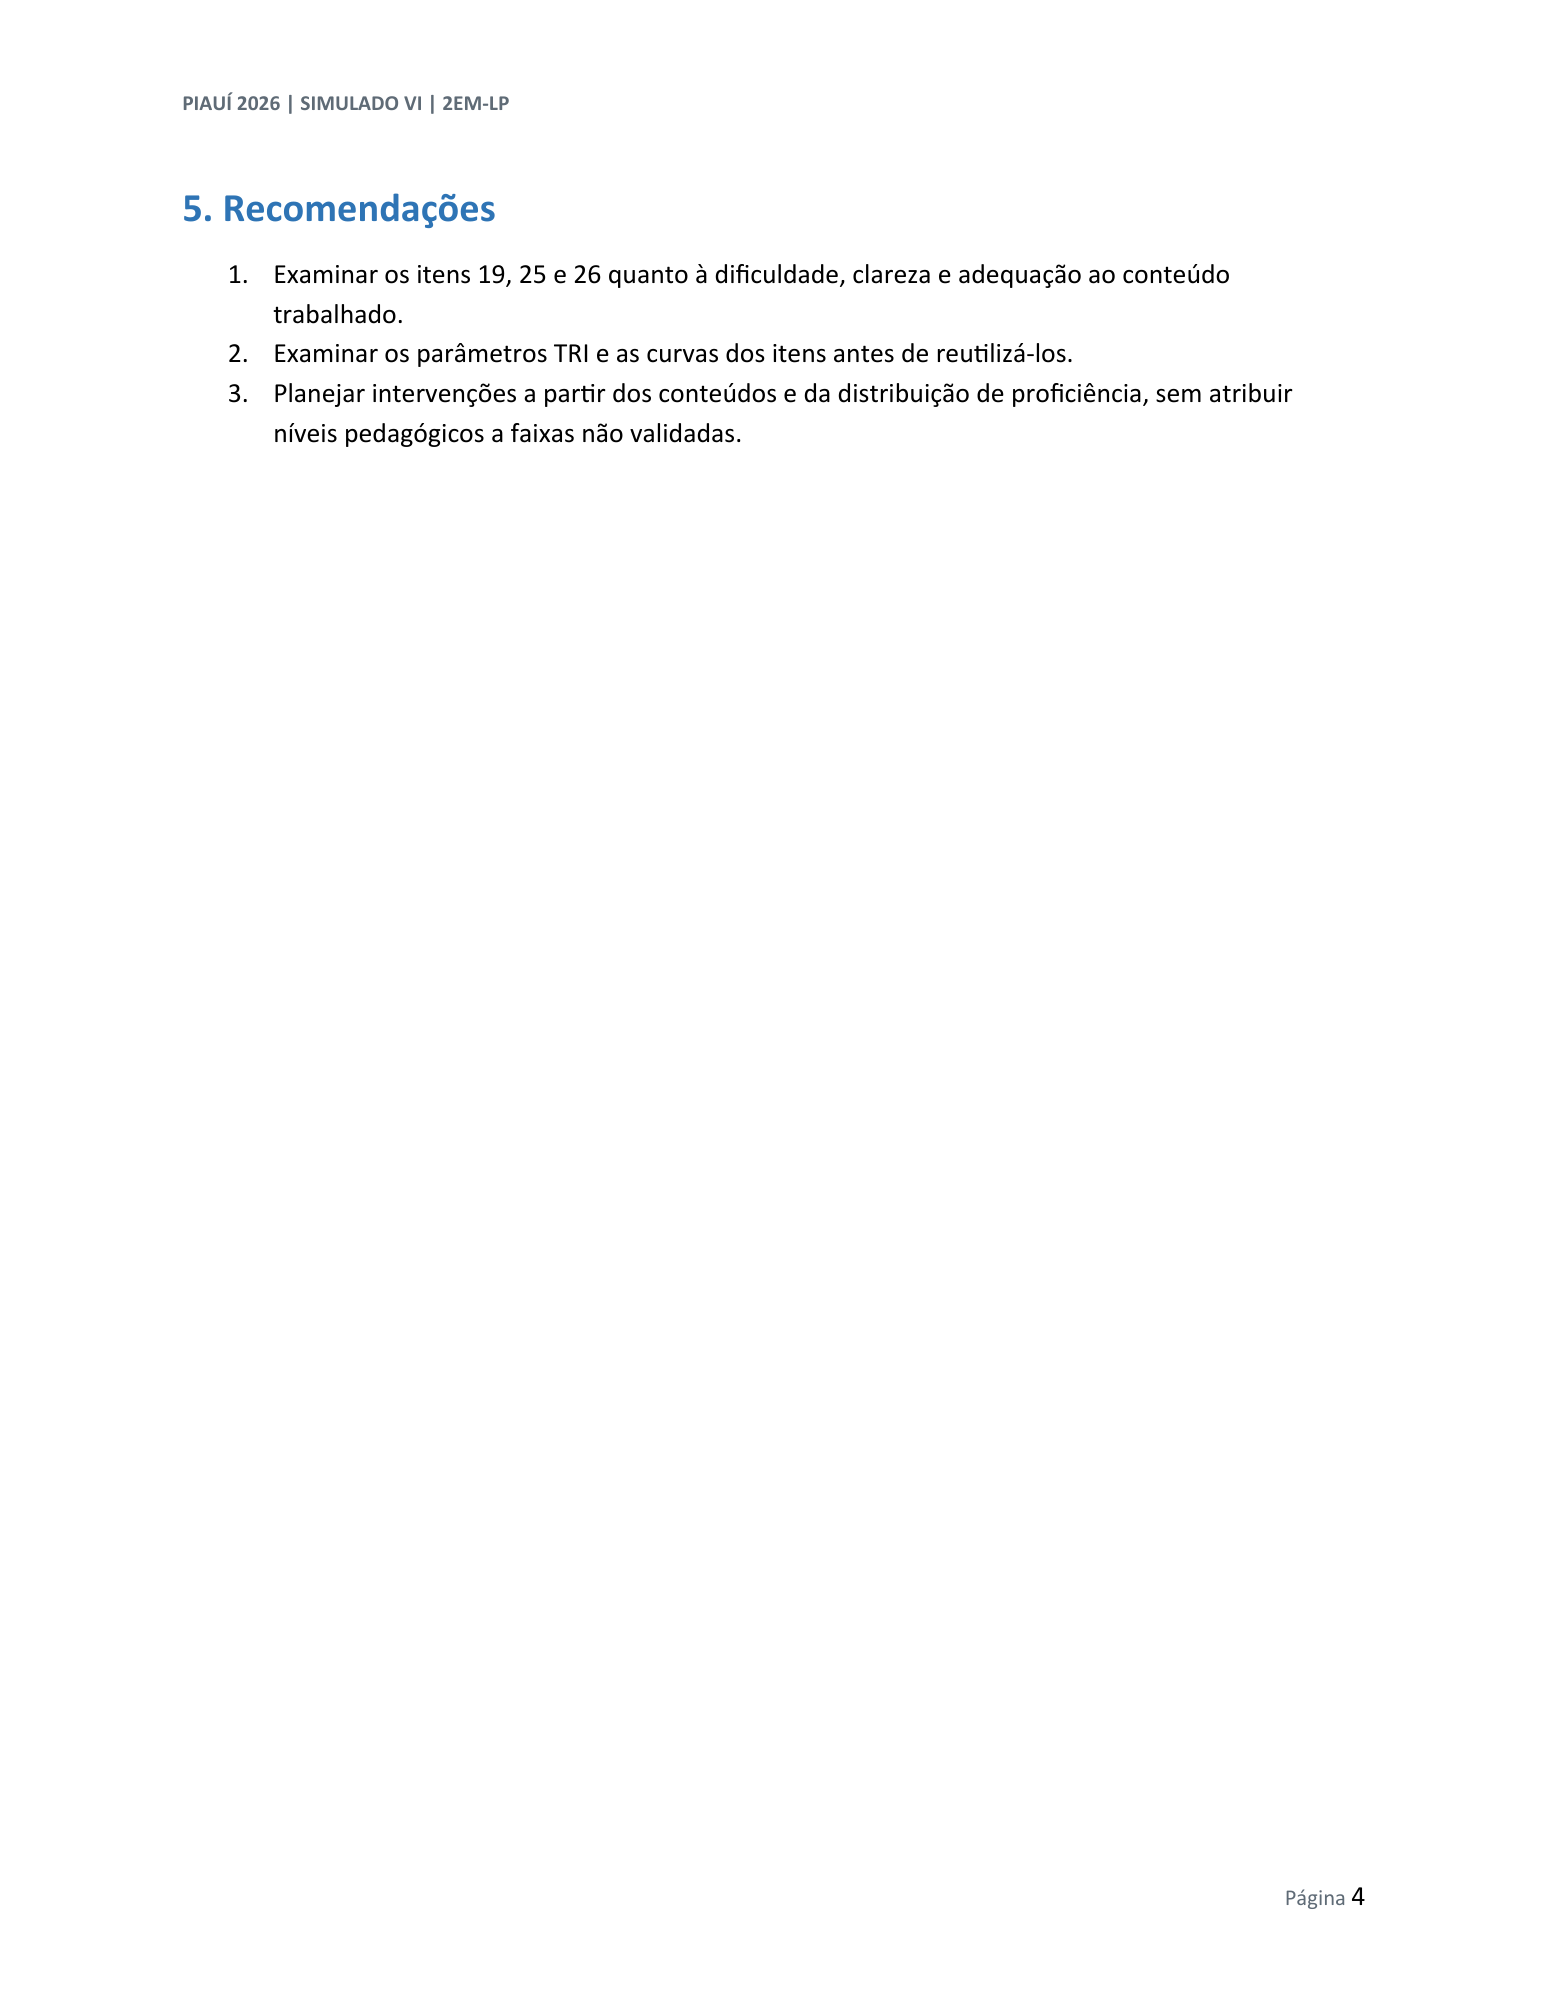 PIAUÍ 2026 | SIMULADO VI | 2EM-LP
5. Recomendações
1. Examinar os itens 19, 25 e 26 quanto à dificuldade, clareza e adequação ao conteúdo
trabalhado.
2. Examinar os parâmetros TRI e as curvas dos itens antes de reutilizá-los.
3. Planejar intervenções a partir dos conteúdos e da distribuição de proficiência, sem atribuir
níveis pedagógicos a faixas não validadas.
Página 4